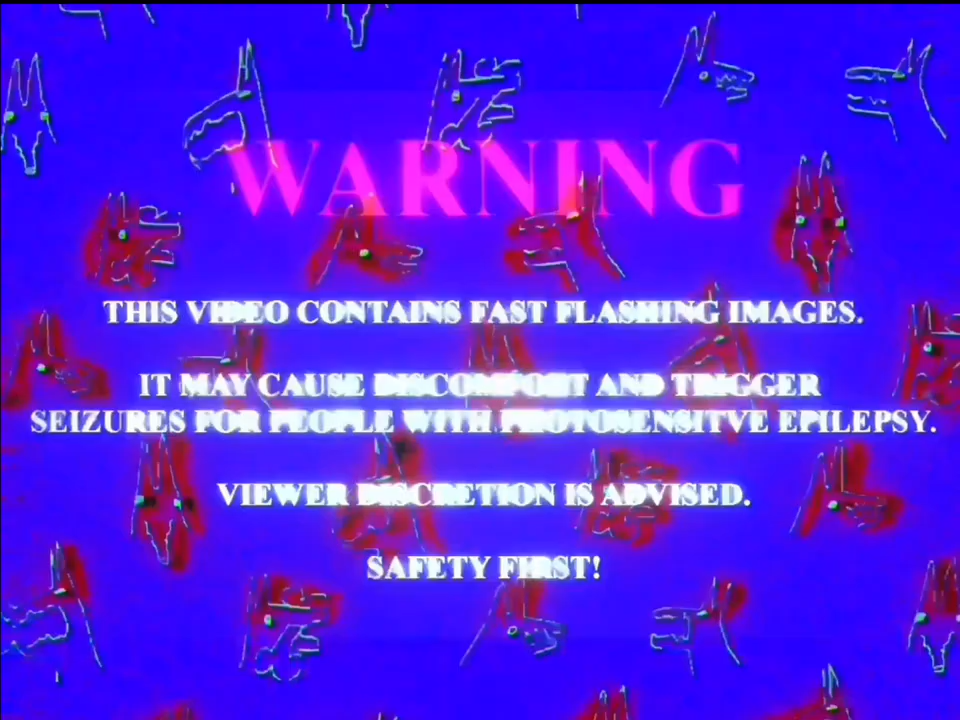 WARNING
THIS VIDEO CONTAINS FAST FLASHING IMAGES.
IT MAY CAUSE DISCOMFORT AND TRIGGER
SEIZURES FOR PEOPLE WITH PHOTOSENSITVE EPILEPSY.
VIEWER DISCRETION IS ADVISED.
SAFETY FIRST!